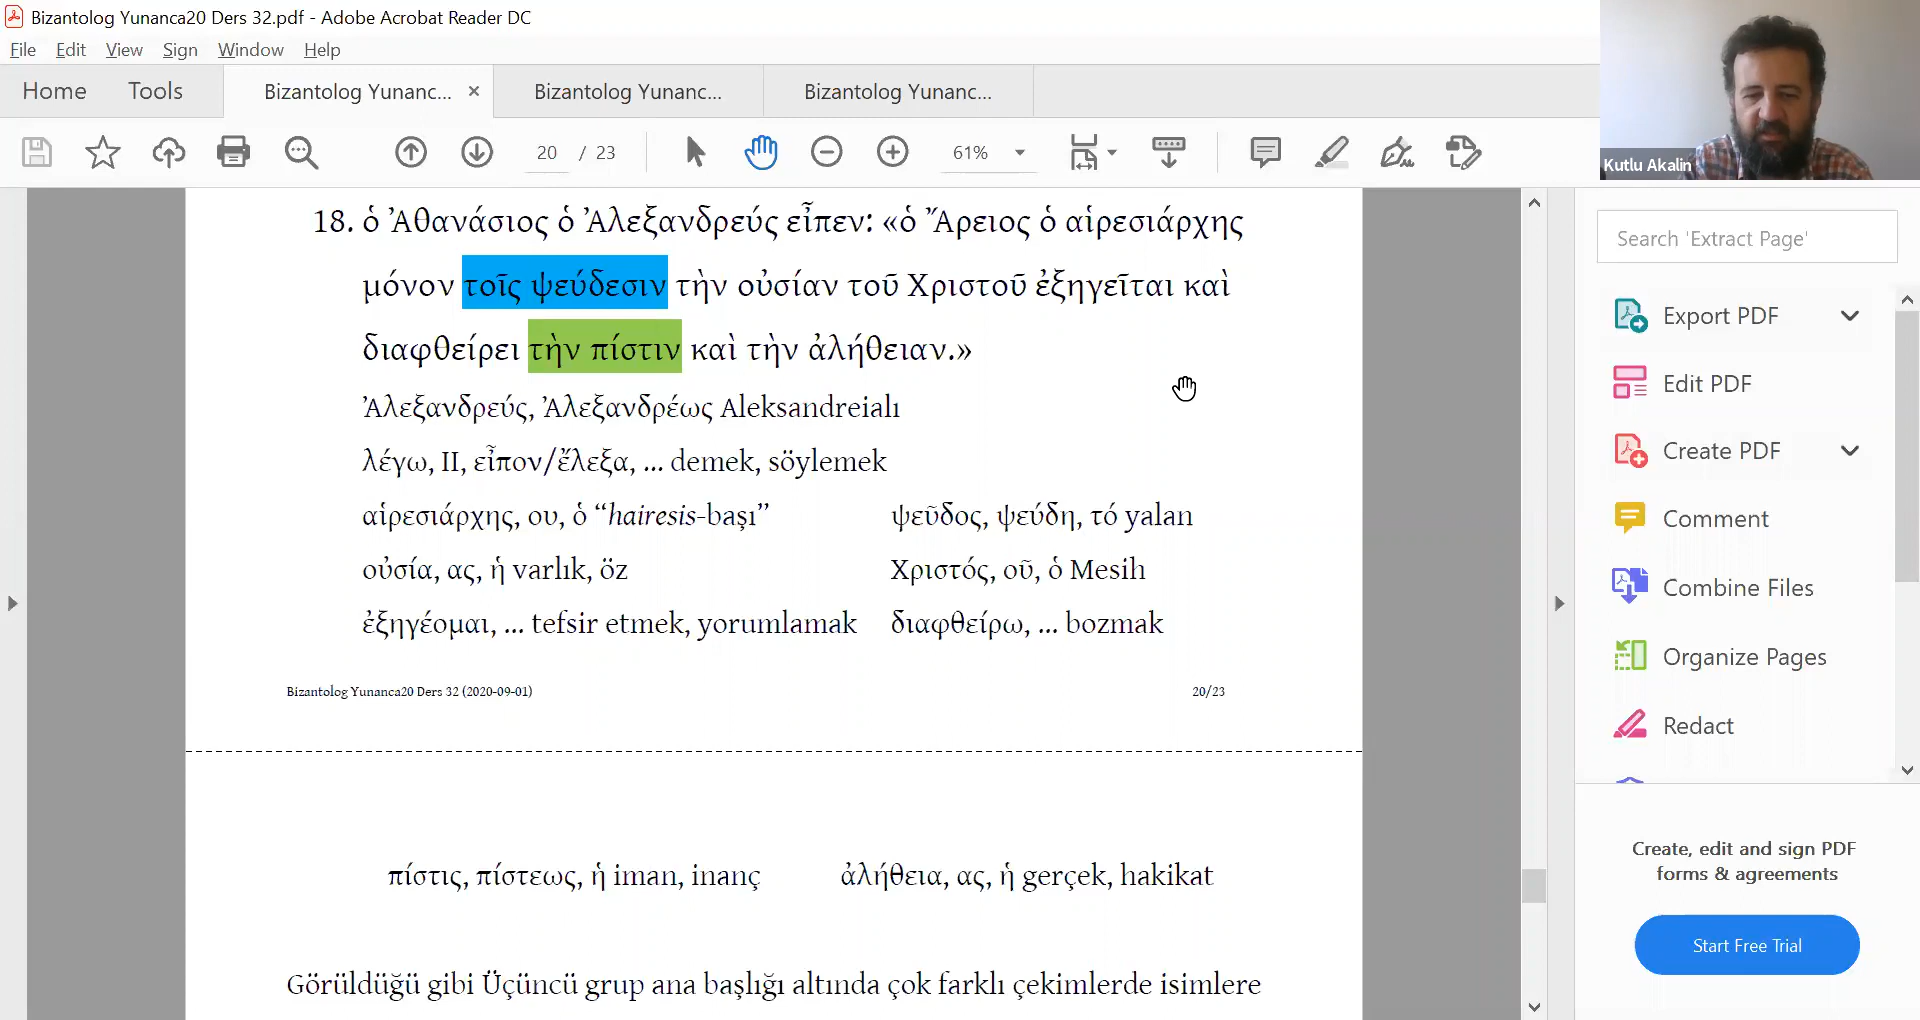 Bizantolog Yunanca20 Ders 32.pdf - Adobe Acrobat Reader DC
File Edit View Sign Window Help
Home Tools Bizantolog Yunanc... × Bizantolog Yunanc... Bizantolog Yunanc...
20 / 23 61%
Kutlu Akalin
18. ὁ Ἀθανάσιος ὁ Ἀλεξανδρεύς εἶπεν: «ὁ Ἄρειος ὁ αἱρεσιάρχης
μόνον τοῖς ψεύδεσιν τὴν οὐσίαν τοῦ Χριστοῦ ἐξηγεῖται καὶ
διαφθείρει τὴν πίστιν καὶ τὴν ἀλήθειαν.»
Ἀλεξανδρεύς, Ἀλεξανδρέως Aleksandreialı
λέγω, II, εἶπον/ἔλεξα, ... demek, söylemek
αἱρεσιάρχης, ου, ὁ “hairesis-başı” ψεῦδος, ψεύδη, τό yalan
οὐσία, ας, ἡ varlık, öz Χριστός, οῦ, ὁ Mesih
ἐξηγέομαι, ... tefsir etmek, yorumlamak διαφθείρω, ... bozmak
Bizantolog Yunanca20 Ders 32 (2020-09-01) 20/23
πίστις, πίστεως, ἡ iman, inanç ἀλήθεια, ας, ἡ gerçek, hakikat
Görüldüğü gibi Üçüncü grup ana başlığı altında çok farklı çekimlerde isimlere
Search 'Extract Page'
Export PDF
Edit PDF
Create PDF
Comment
Combine Files
Organize Pages
Redact
Create, edit and sign PDF
forms & agreements
Start Free Trial